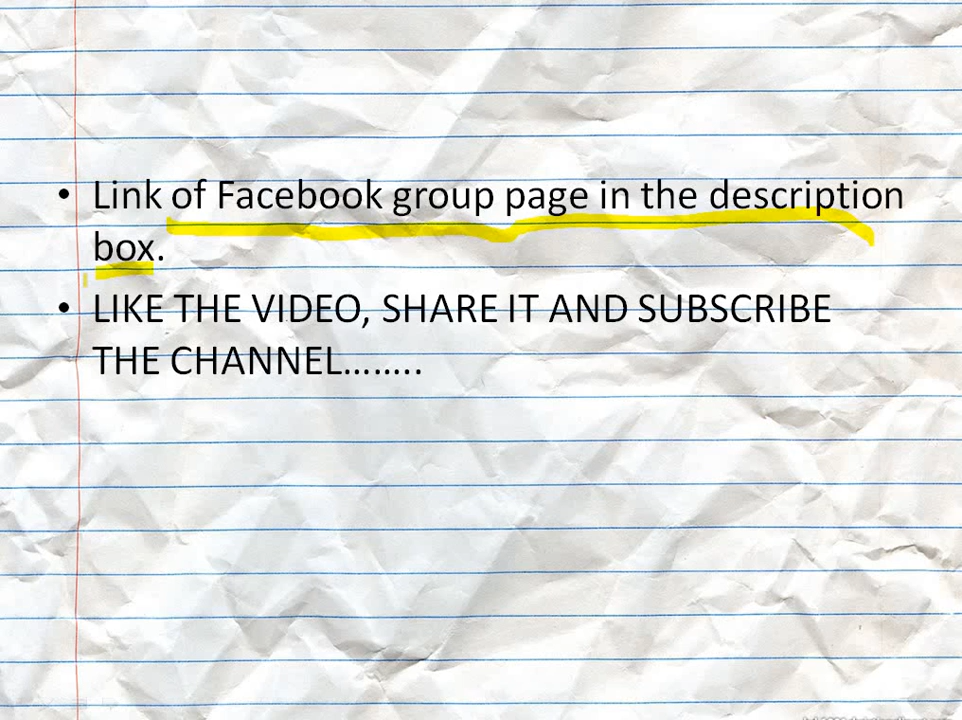 • Link of Facebook group page in the description
box.
• LIKE THE VIDEO, SHARE IT AND SUBSCRIBE
THE CHANNEL........